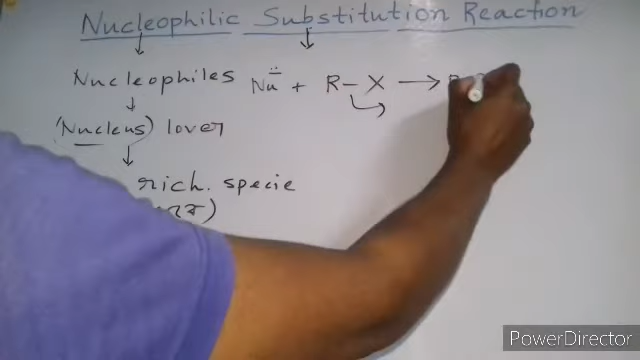 Nucleophilic Substitution Reaction
Nucleophiles Nu⁻ + R-X → R
(Nucleus) lover
rich. specie
PowerDirector